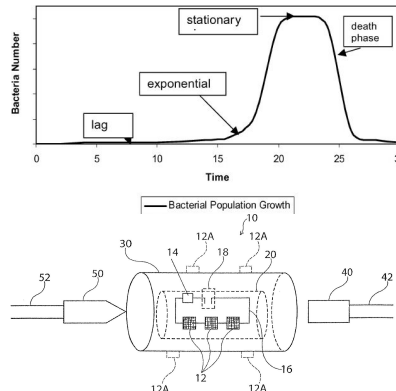 stationary
death
phase
exponential
lag
Bacteria Number
0 5 10 15 20 25 30
Time
Bacterial Population Growth
10
12A 12A
30 14 18 20
52 50 40 42
12 16
12A 12A